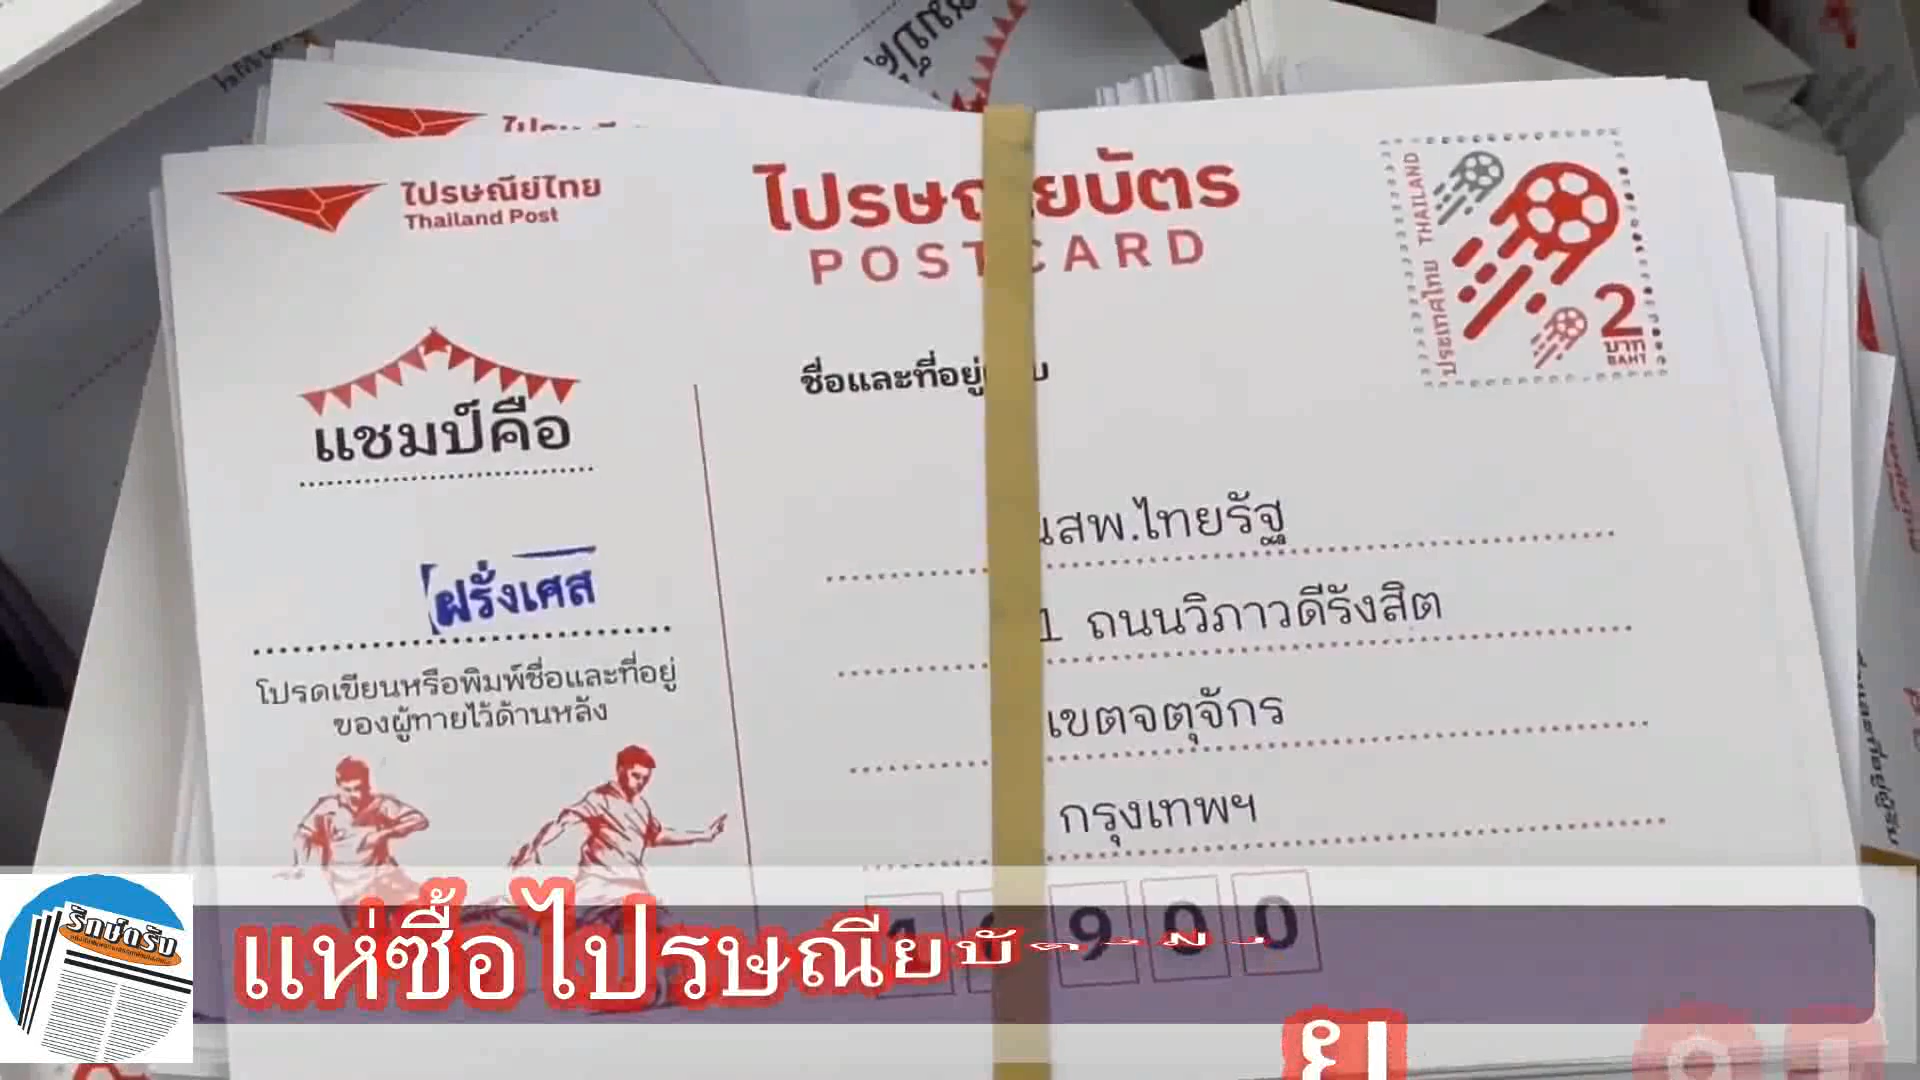 ไปรษณีย์ไทย
Thailand Post
POSTCARD
ประเทศไทย THAILAND
2
บาท
BAHT
แชมป์คือ
ฝรั่งเศส
โปรดเขียนหรือพิมพ์ชื่อและที่อยู่
ของผู้ทายไว้ด้านหลัง
ชื่อและที่อยู่
นสพ.ไทยรัฐ
1 ถนนวิภาวดีรังสิต
เขตจตุจักร
กรุงเทพฯ
10900
รักษ์ตรัง
แห่ซื้อไปรษณียบัตร